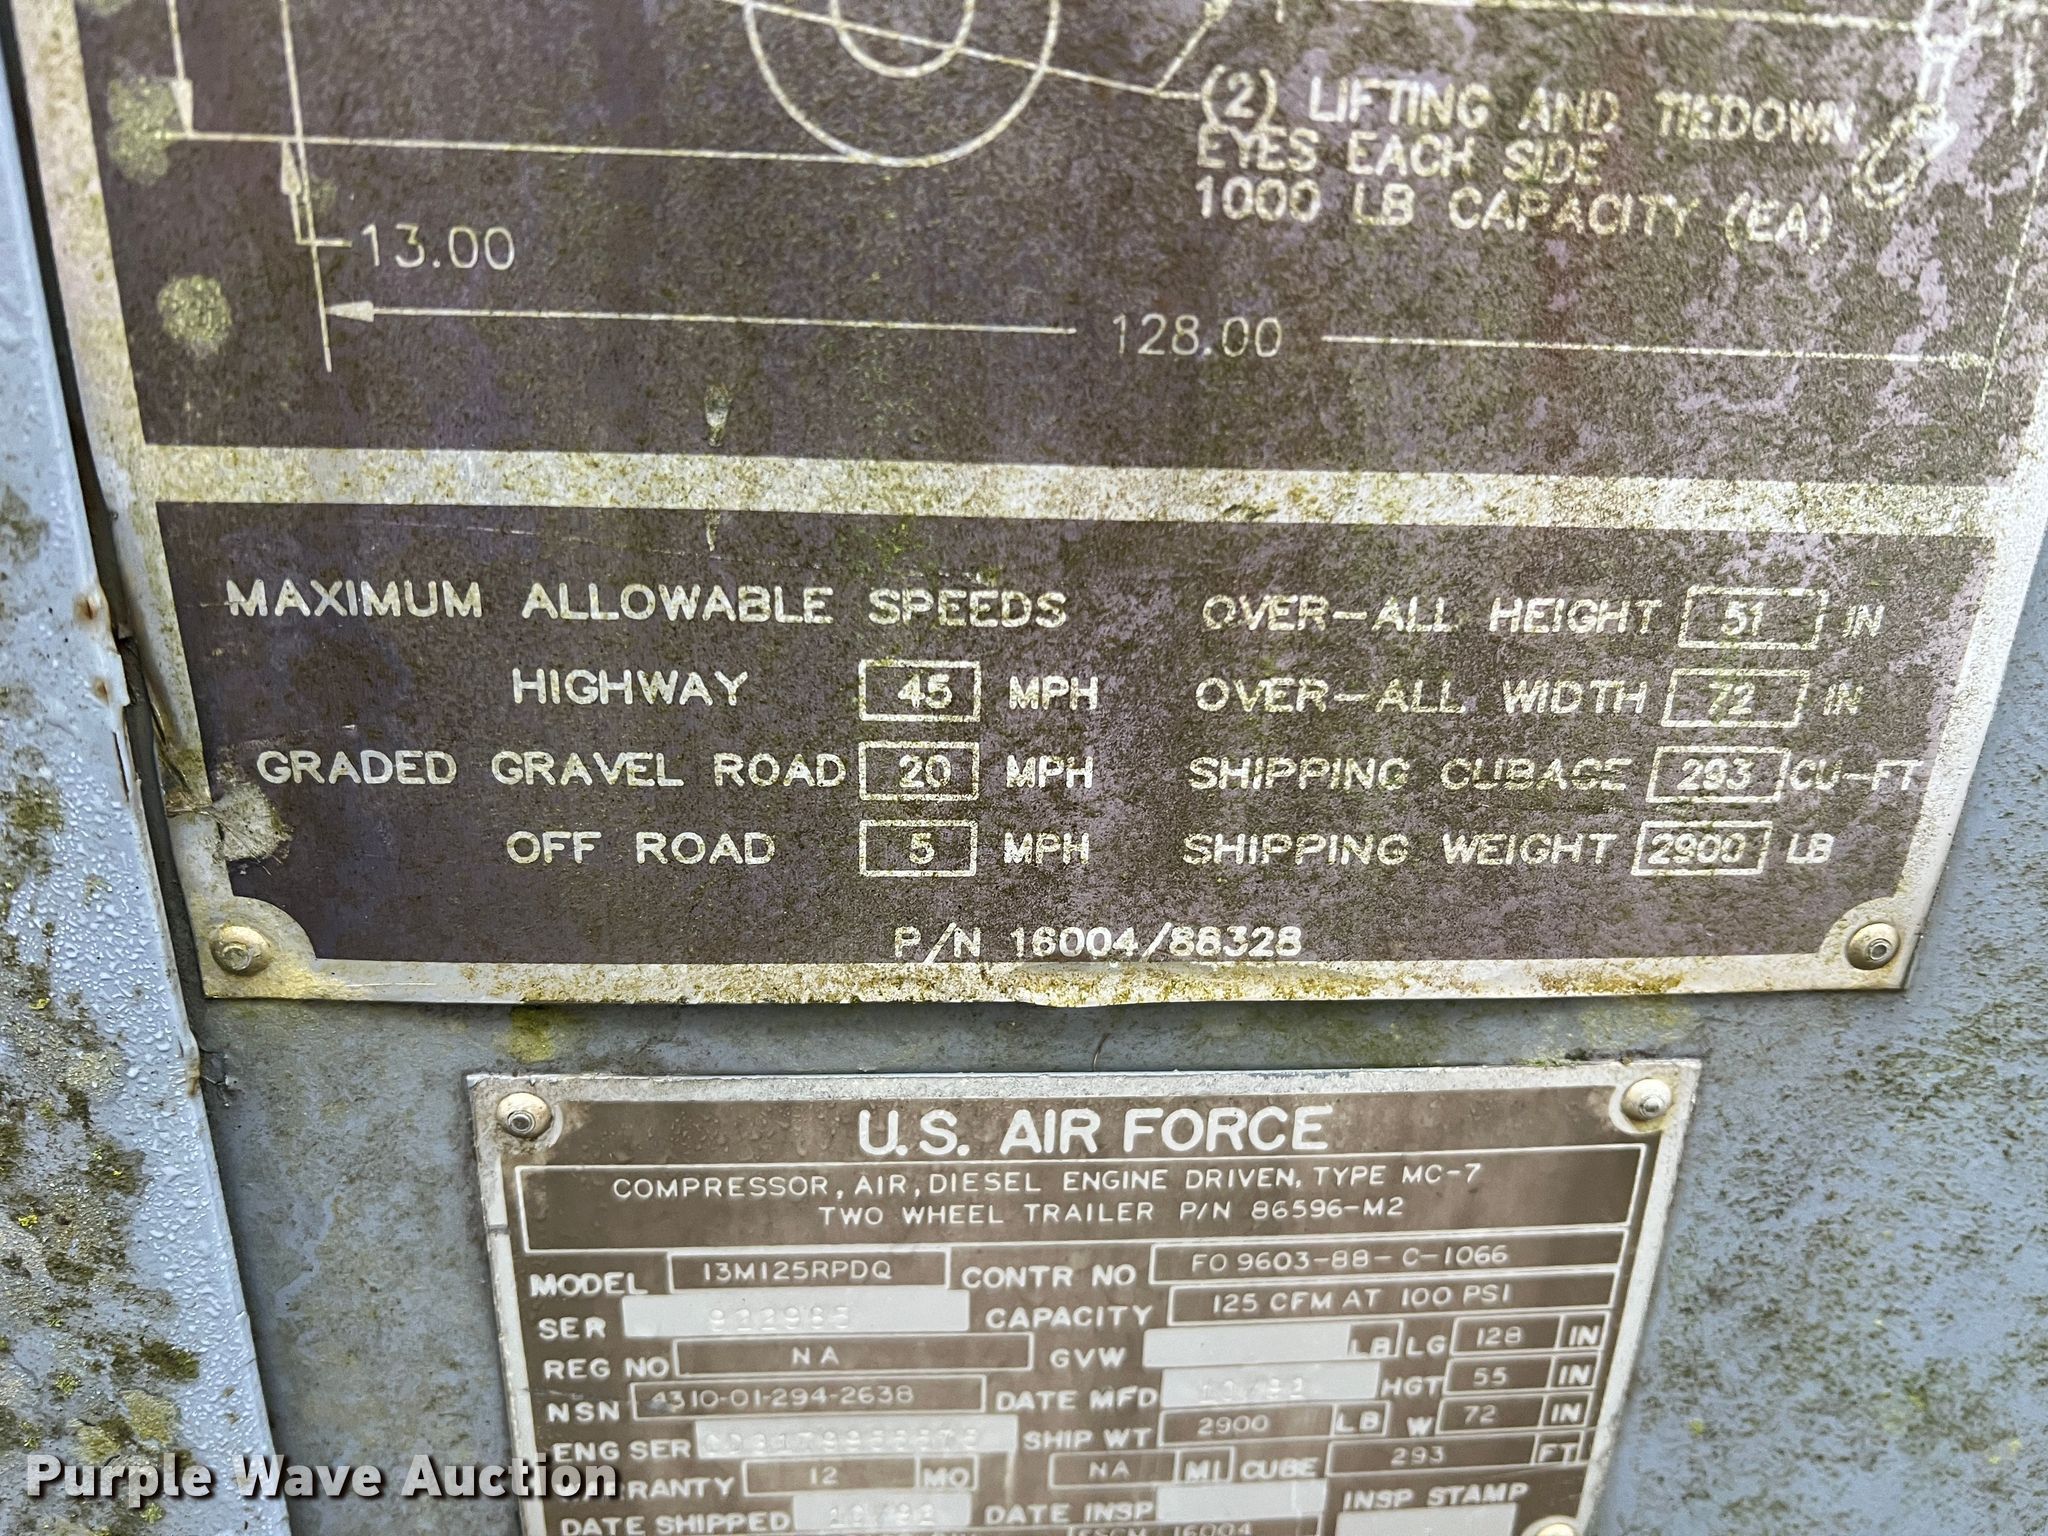 (2) LIFTING AND TIEDOWN
EYES EACH SIDE
1000 LB CAPACITY (EA)
13.00
128.00
MAXIMUM ALLOWABLE SPEEDS
HIGHWAY 45 MPH
GRADED GRAVEL ROAD 20 MPH
OFF ROAD 5 MPH
OVER-ALL HEIGHT 51 IN
OVER-ALL WIDTH 72 IN
SHIPPING CUBAGE 293 CU-FT
SHIPPING WEIGHT 2900 LB
P/N 16004/88328
U.S. AIR FORCE
COMPRESSOR, AIR, DIESEL ENGINE DRIVEN, TYPE MC-7
TWO WHEEL TRAILER P/N 86596-M2
MODEL 13M125RPDQ CONTR NO FO 9603-88-C-1066
SER 922985 CAPACITY 125 CFM AT 100 PSI
REG NO NA GVW LB LG 128 IN
NSN 4310-01-294-2638 DATE MFD HGT 55 IN
ENG SER SHIP WT 2900 LB W 72 IN
WARRANTY 12 MO NA MI CUBE 293 FT
DATE SHIPPED DATE INSP INSP STAMP
FSCM 16004
Purple Wave Auction